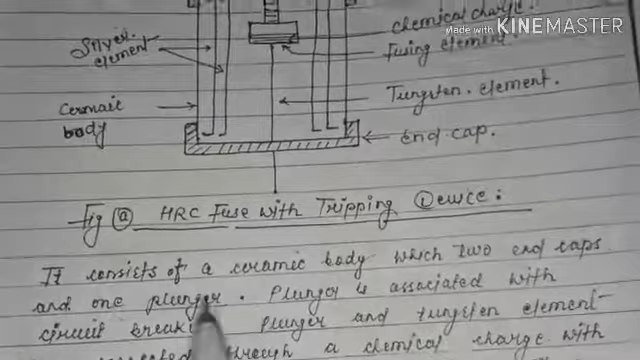 Made with KINEMASTER
chemical charge.
Fusing element.
Silver element
Tungsten element.
Cermaic body
end cap.
Fig (a) HRC Fuse with Tripping Device:
It consists of a ceramic body which two end caps
and one plunger. Plunger is associated with
circuit break plunger and tungsten element
through a chemical charge with